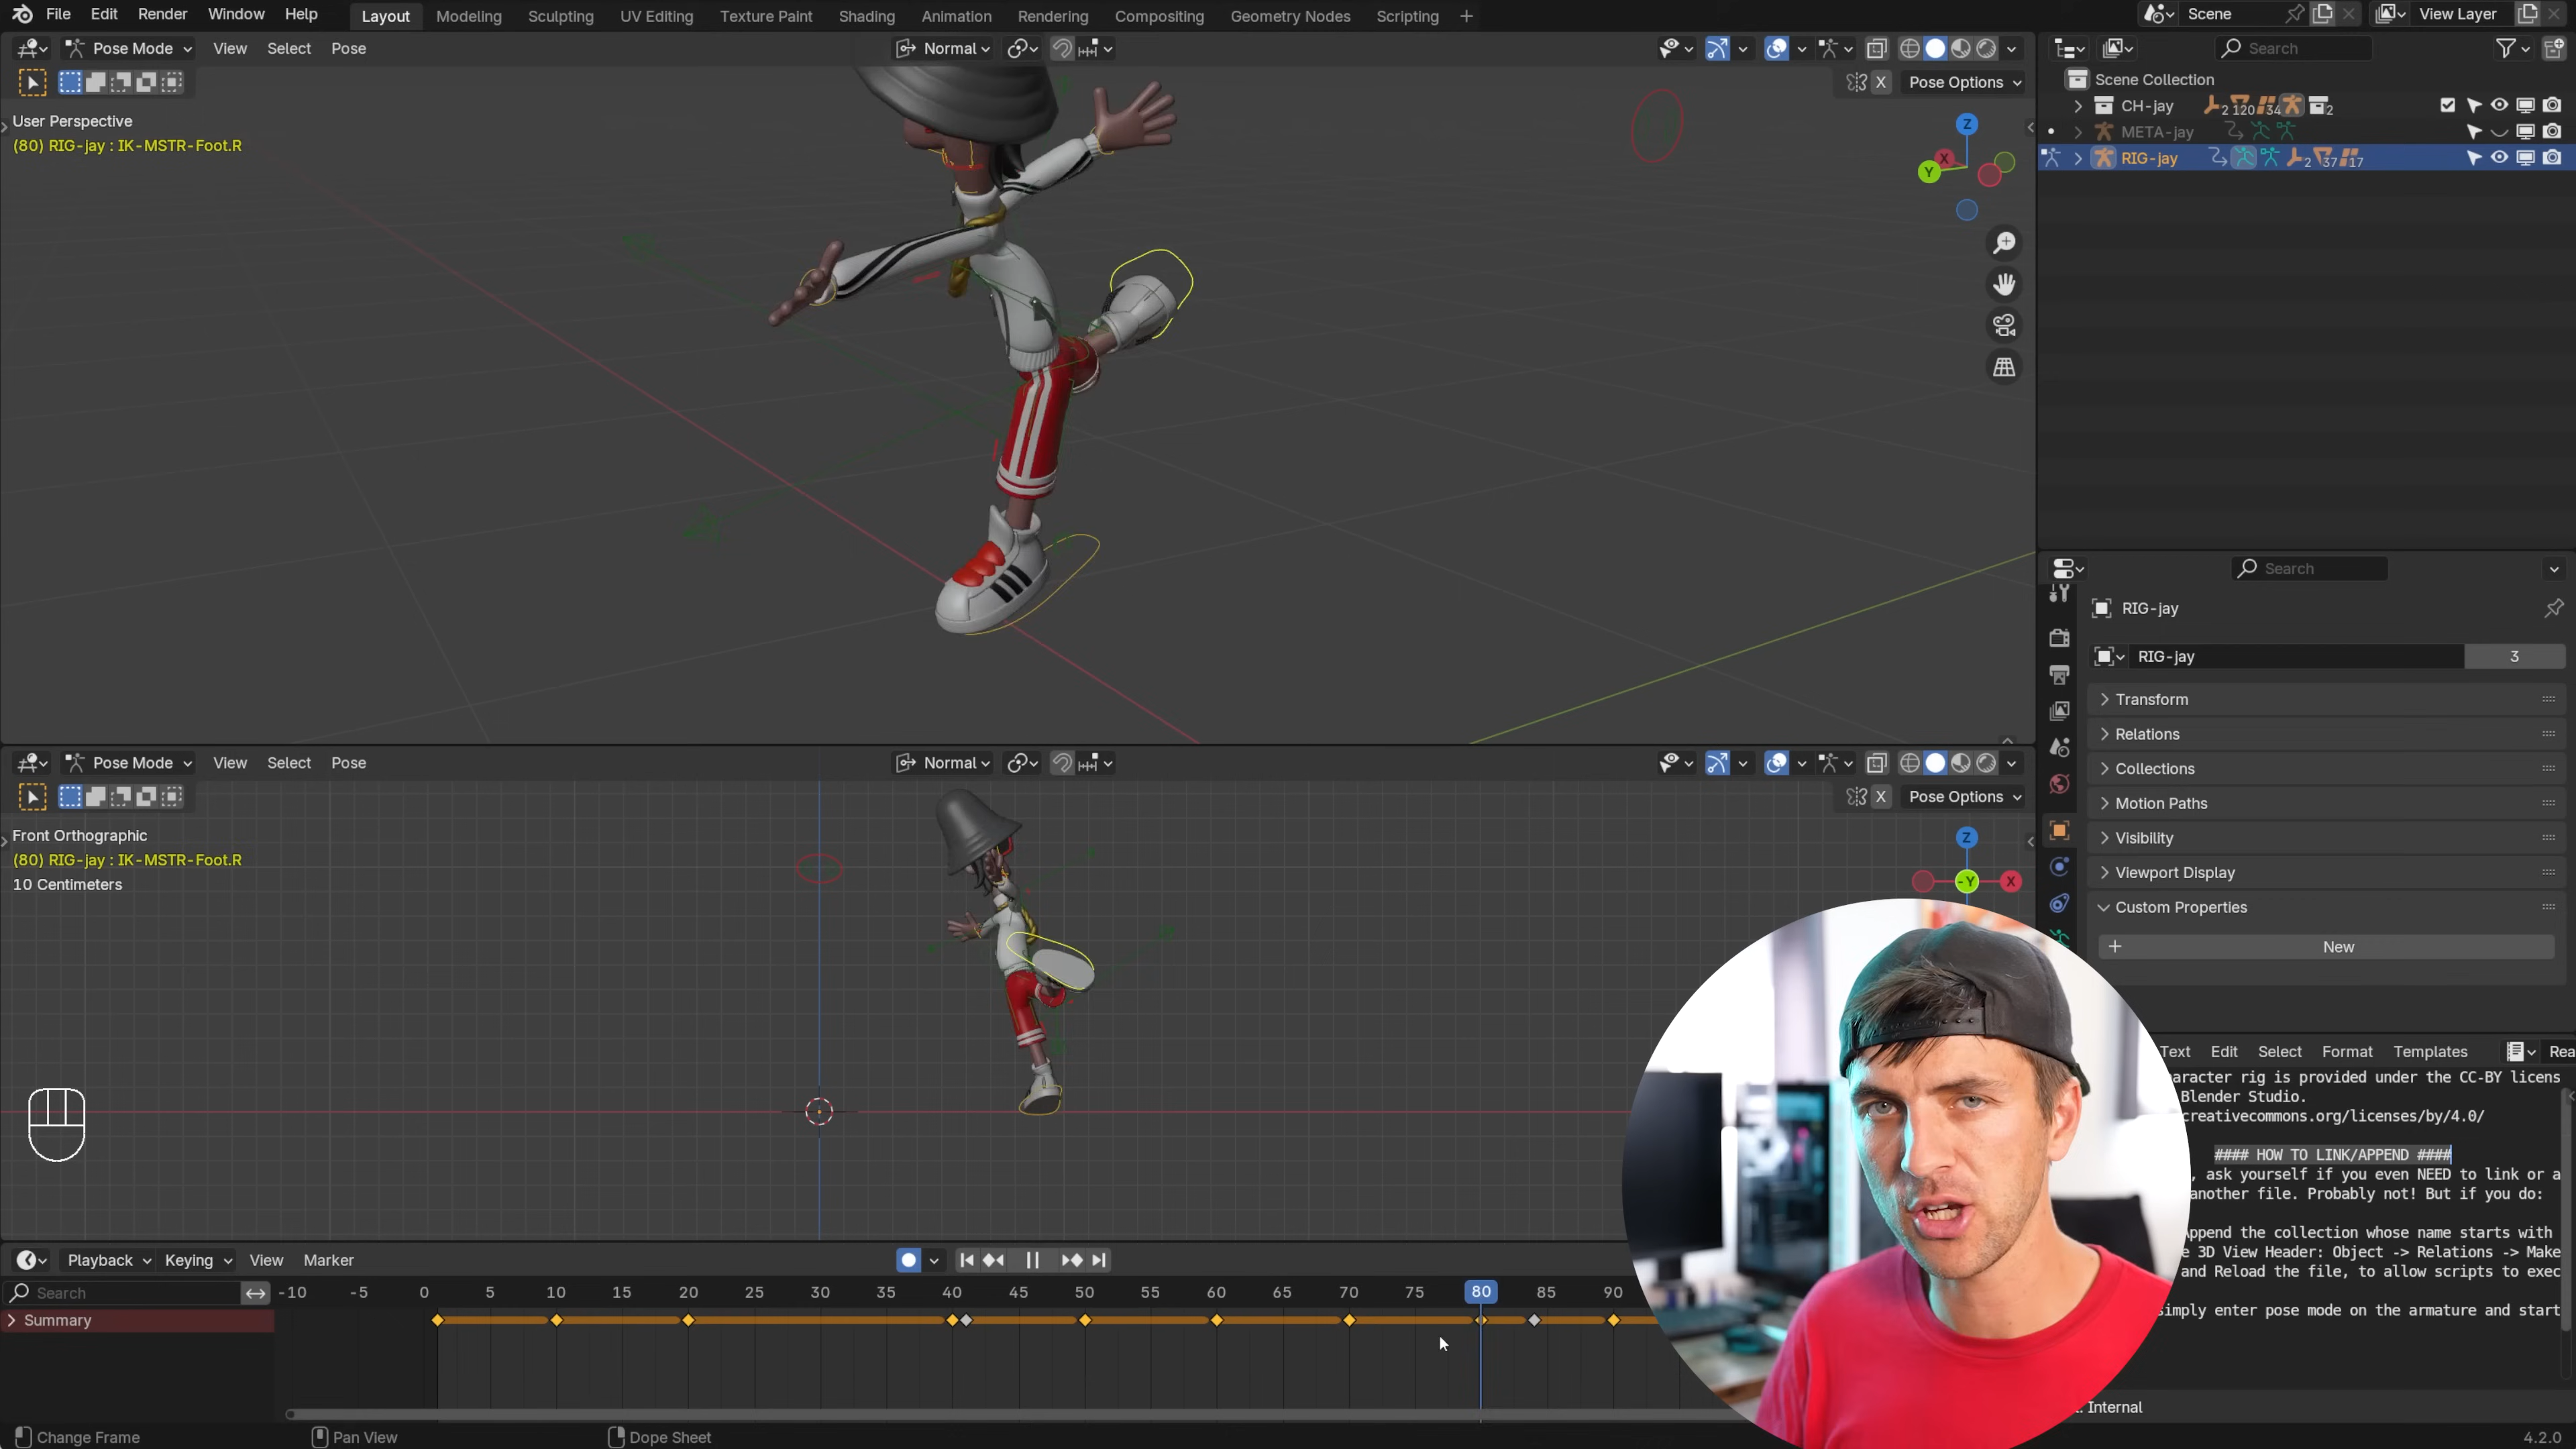 File Edit Render Window Help Layout Modeling Sculpting UV Editing Texture Paint Shading Animation Rendering Compositing Geometry Nodes Scripting + Scene View Layer
Pose Mode View Select Pose Normal Search
X Pose Options
Scene Collection
User Perspective
(80) RIG-jay : IK-MSTR-Foot.R
CH-jay 2 120 34 2
META-jay
RIG-jay 2 37 17
Z
X
Y
Search
RIG-jay
RIG-jay 3
Transform
Relations
Collections
Motion Paths
Visibility
Viewport Display
Custom Properties
+ New
Pose Mode View Select Pose Normal
X Pose Options
Front Orthographic
(80) RIG-jay : IK-MSTR-Foot.R
10 Centimeters
Z
-Y X
Text Edit Select Format Templates Rea
aracter rig is provided under the CC-BY licens
Blender Studio.
creativecommons.org/licenses/by/4.0/
#### HOW TO LINK/APPEND ####
, ask yourself if you even NEED to link or a
another file. Probably not! But if you do:
Append the collection whose name starts with
e 3D View Header: Object -> Relations -> Make
and Reload the file, to allow scripts to exec
simply enter pose mode on the armature and start
Internal
Playback Keying View Marker
Search -10 -5 0 5 10 15 20 25 30 35 40 45 50 55 60 65 70 75 80 85 90
Summary
Change Frame Pan View Dope Sheet 4.2.0